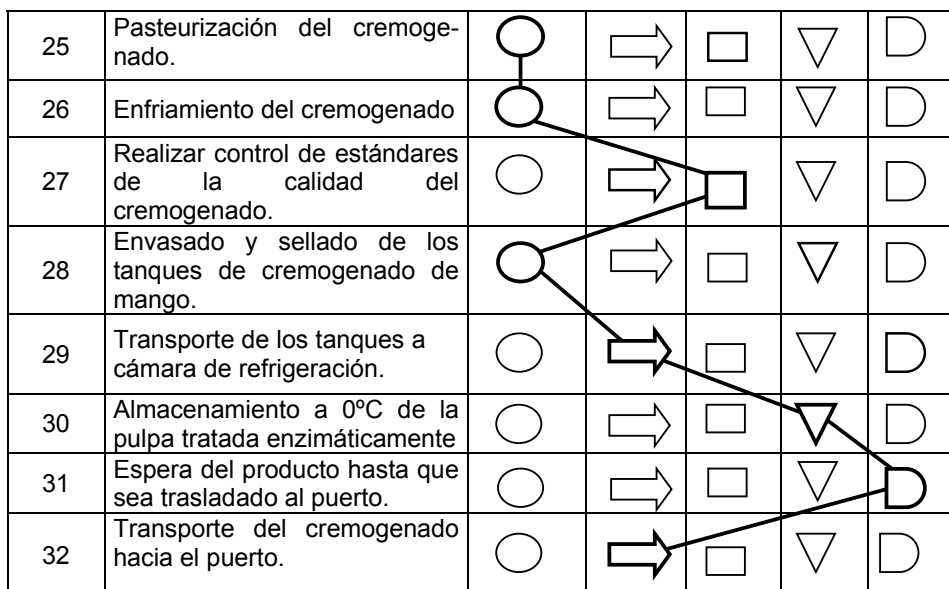 25
Pasteurización del cremoge-
nado.
26
Enfriamiento del cremogenado
27
Realizar control de estándares
de la calidad del
cremogenado.
28
Envasado y sellado de los
tanques de cremogenado de
mango.
29
Transporte de los tanques a
cámara de refrigeración.
30
Almacenamiento a 0ºC de la
pulpa tratada enzimáticamente
31
Espera del producto hasta que
sea trasladado al puerto.
32
Transporte del cremogenado
hacia el puerto.